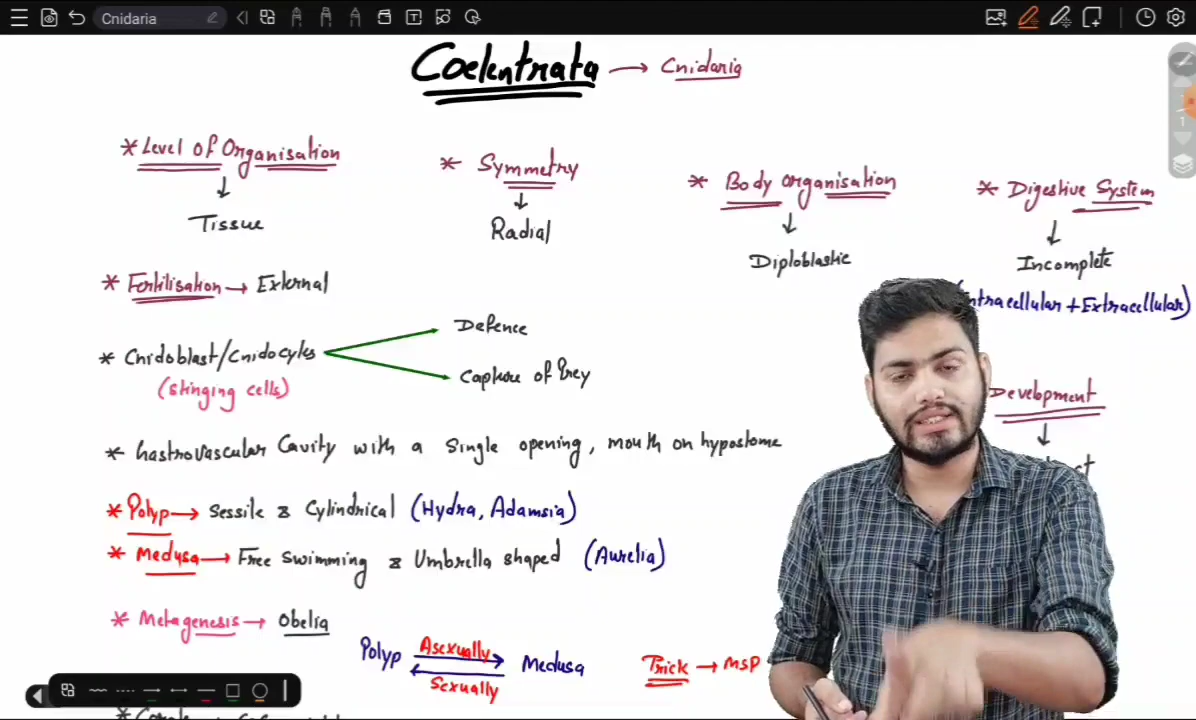 Cnidaria
Coelentrata → Cnidaria
* Level of Organisation
↓
Tissue
* Symmetry
↓
Radial
* Body organisation
↓
Diploblastic
* Digestive System
↓
Incomplete
ntracellular + Extracellular)
* Fertilisation → External
* Cnidoblast/Cnidocytes
(stinging cells)
Defence
Capture of Prey
Development
↓
ct
* Gastrovascular Cavity with a single opening, mouth on hypostome
* Polyp → Sessile & Cylindrical (Hydra, Adamsia)
* Medusa → Free swimming & Umbrella shaped (Aurelia)
* Metagenesis → Obelia
Polyp Asexually Medusa
Sexually
Trick → MSP